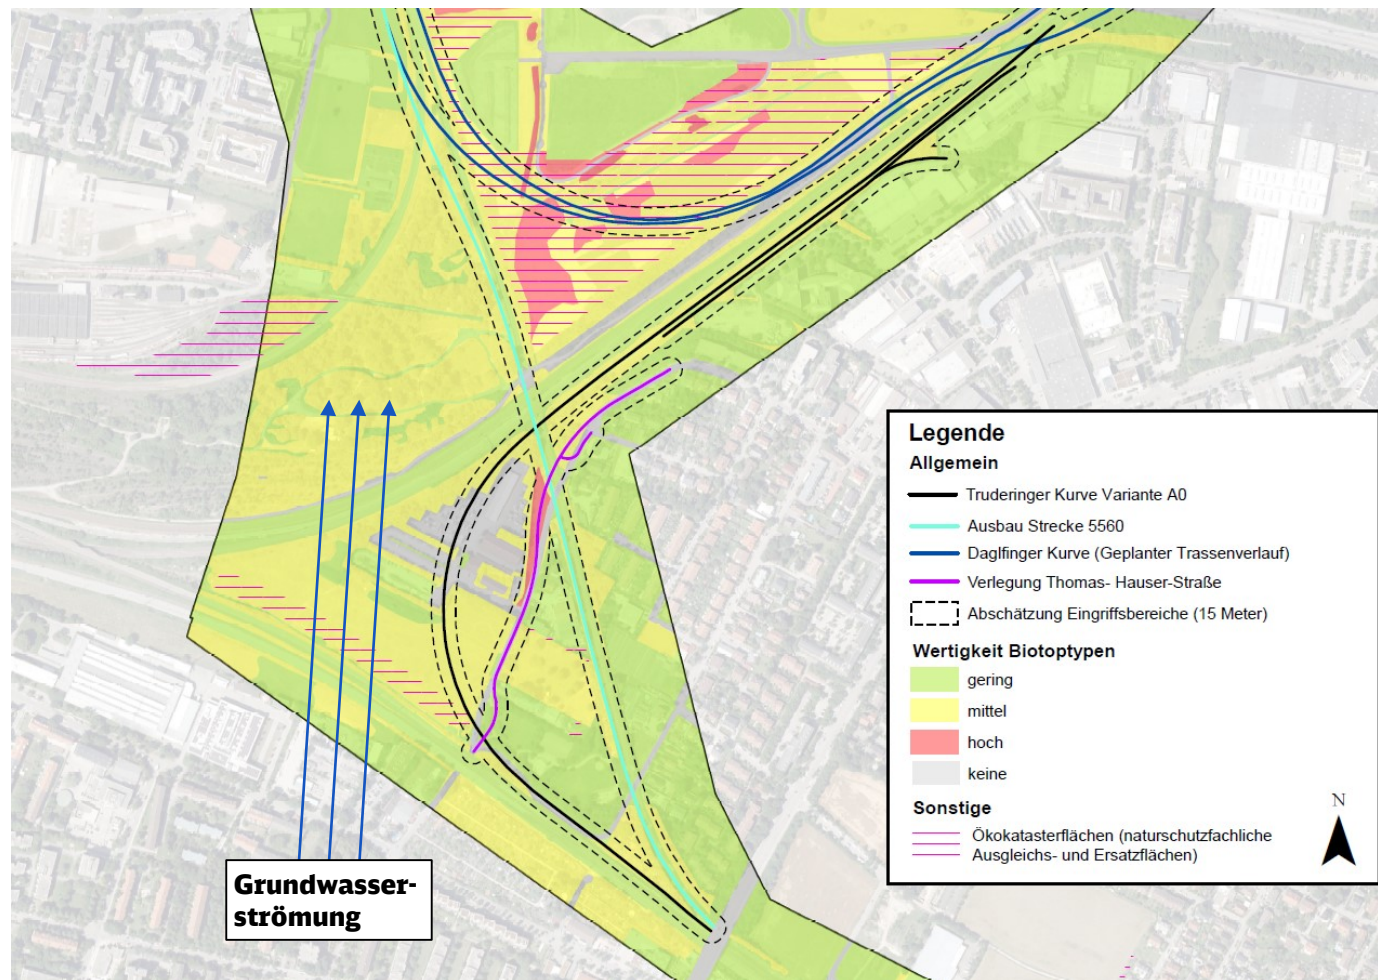 Legende
Allgemein
Truderinger Kurve Variante A0
Ausbau Strecke 5560
Daglfinger Kurve (Geplanter Trassenverlauf)
Verlegung Thomas- Hauser-Straße
Abschätzung Eingriffsbereiche (15 Meter)
Wertigkeit Biotoptypen
gering
mittel
hoch
keine
Sonstige
Ökokatasterflächen (naturschutzfachliche
Ausgleichs- und Ersatzflächen)
N
Grundwasser-
strömung